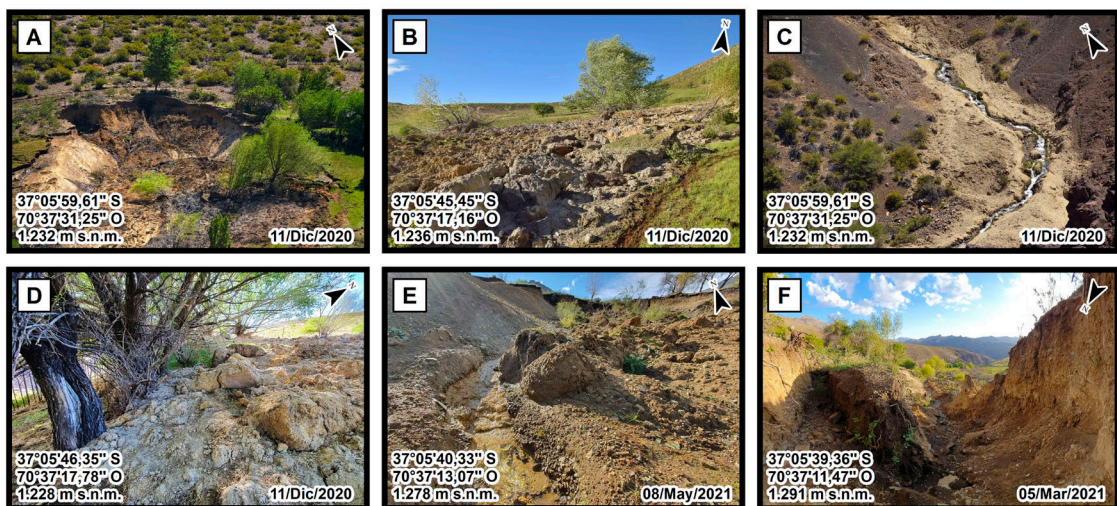 A
N
37°05'59,61" S
70°37'31,25" O
1.232 m s.n.m.
11/Dic/2020
B
N
37°05'45,45" S
70°37'17,16" O
1.236 m s.n.m.
11/Dic/2020
C
N
37°05'59,61" S
70°37'31,25" O
1.232 m s.n.m.
11/Dic/2020
D
N
37°05'46,35" S
70°37'17,78" O
1.228 m s.n.m.
11/Dic/2020
E
N
37°05'40,33" S
70°37'13,07" O
1.278 m s.n.m.
08/May/2021
F
N
37°05'39,36" S
70°37'11,47" O
1.291 m s.n.m.
05/Mar/2021